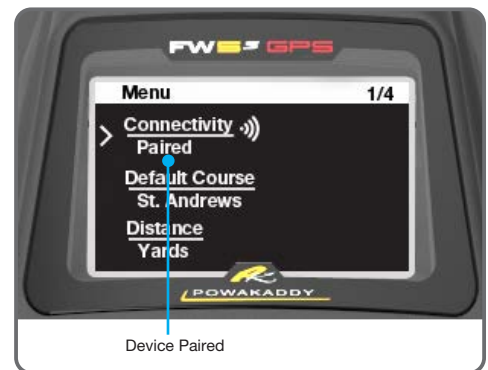 FW5s GPS
Menu 1/4
Connectivity
Paired
Default Course
St. Andrews
Distance
Yards
POWAKADDY
Device Paired